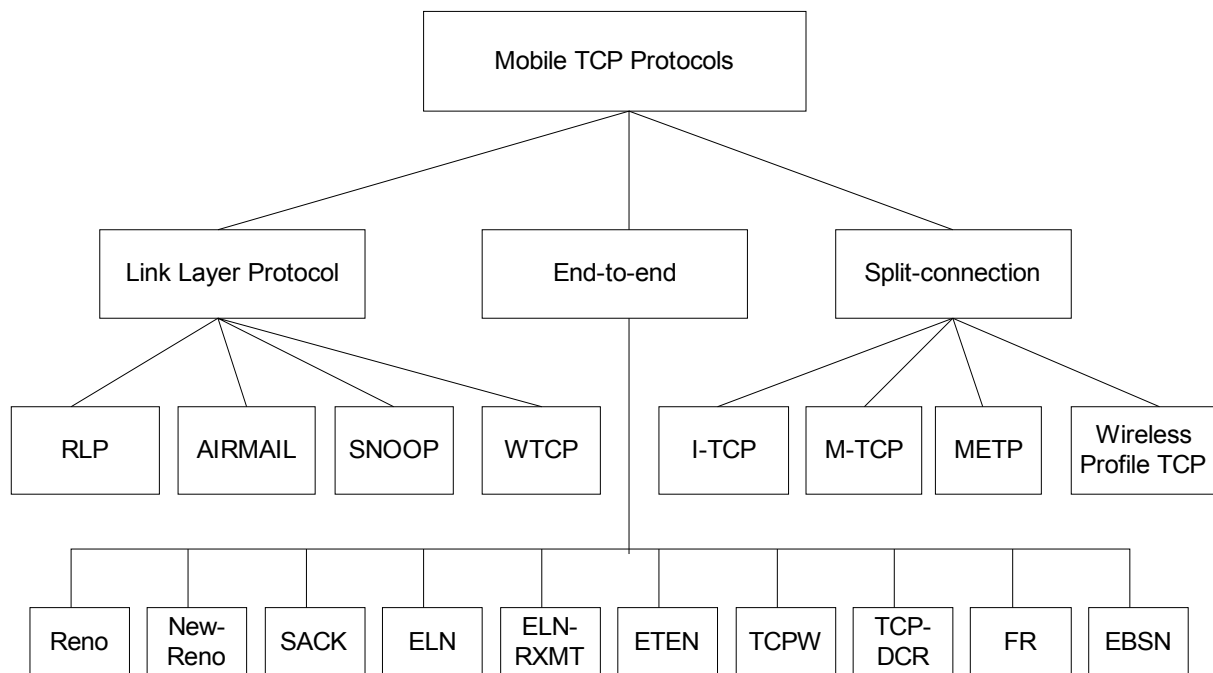 Mobile TCP Protocols
Link Layer Protocol
End-to-end
Split-connection
RLP
AIRMAIL
SNOOP
WTCP
I-TCP
M-TCP
METP
Wireless
Profile TCP
Reno
New-
Reno
SACK
ELN
ELN-
RXMT
ETEN
TCPW
TCP-
DCR
FR
EBSN